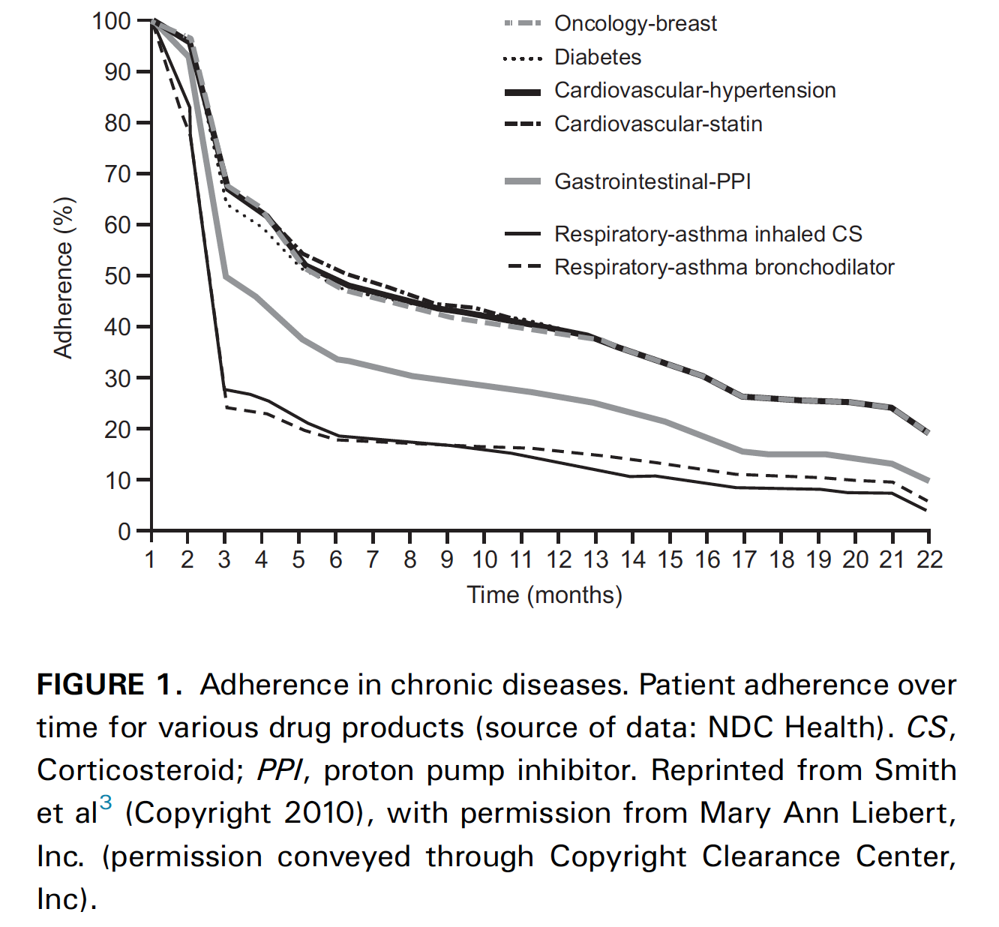 100
90
80
70
60
50
40
30
20
10
0
Adherence (%)
Oncology-breast
Diabetes
Cardiovascular-hypertension
Cardiovascular-statin
Gastrointestinal-PPI
Respiratory-asthma inhaled CS
Respiratory-asthma bronchodilator
1 2 3 4 5 6 7 8 9 10 11 12 13 14 15 16 17 18 19 20 21 22
Time (months)
FIGURE 1. Adherence in chronic diseases. Patient adherence over
time for various drug products (source of data: NDC Health). CS,
Corticosteroid; PPI, proton pump inhibitor. Reprinted from Smith
et al3 (Copyright 2010), with permission from Mary Ann Liebert,
Inc. (permission conveyed through Copyright Clearance Center,
Inc).